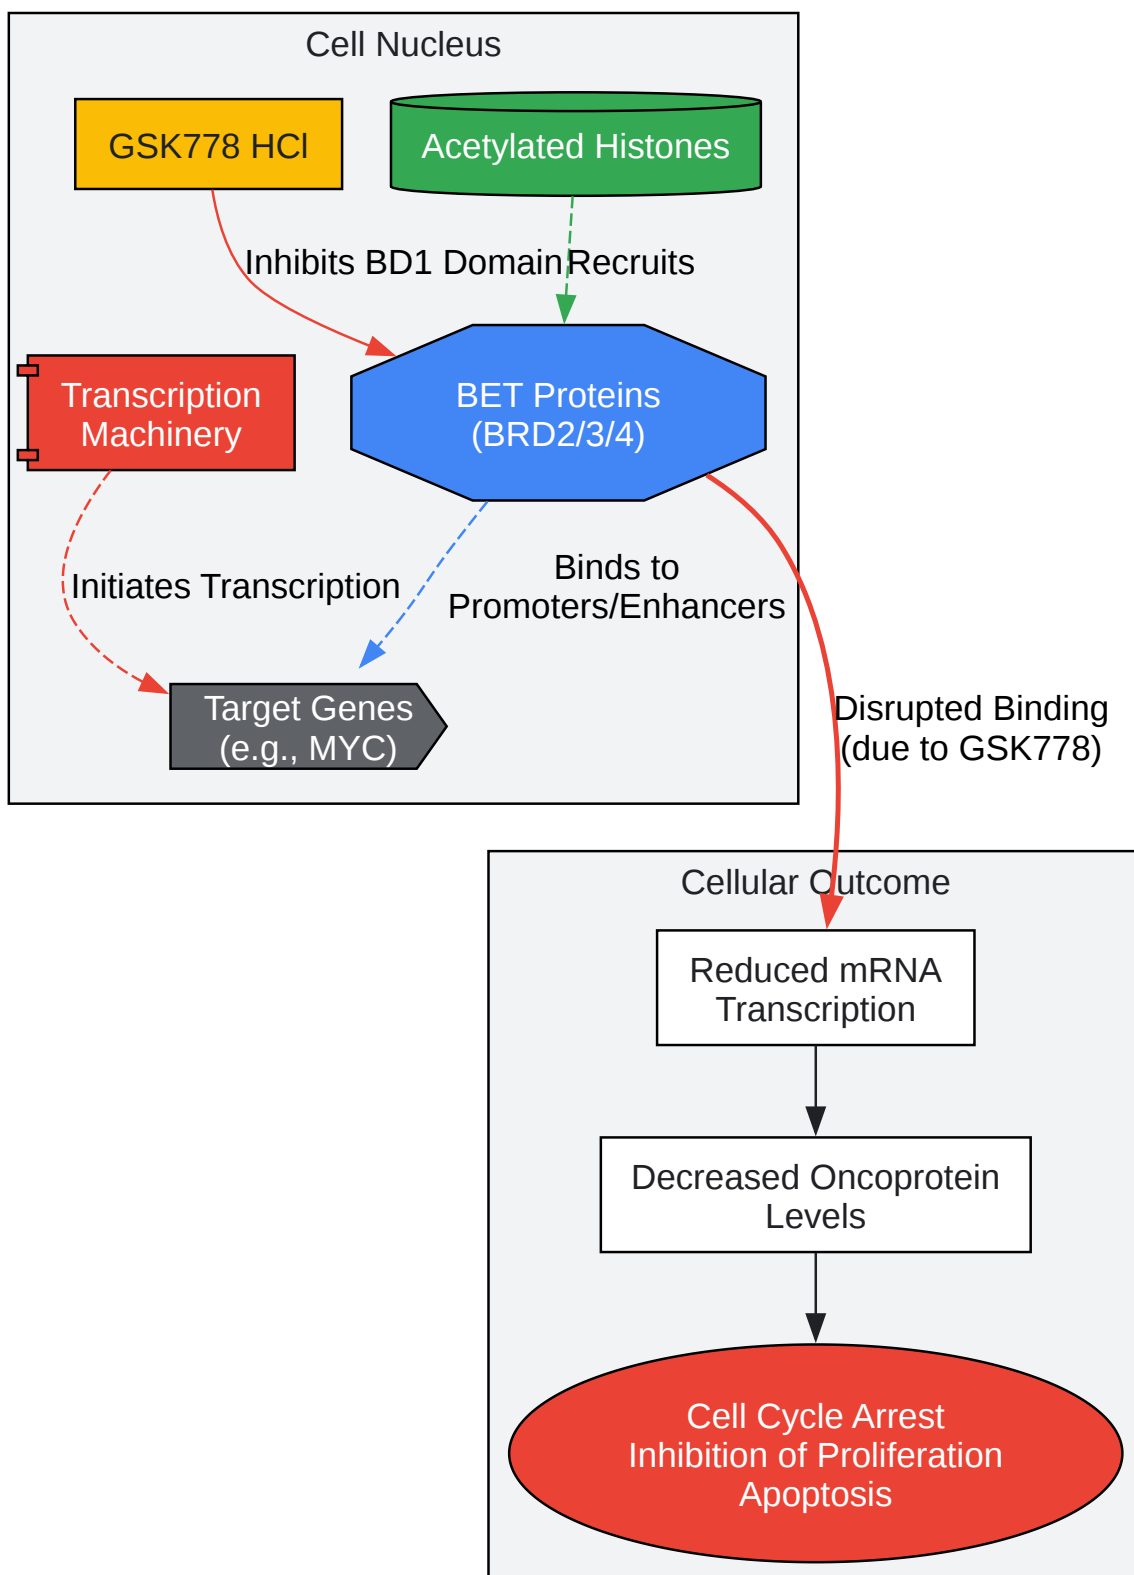 Cell Nucleus
GSK778 HCl
Acetylated Histones
Inhibits BD1 Domain
Recruits
Transcription
Machinery
BET Proteins
(BRD2/3/4)
Initiates Transcription
Binds to
Promoters/Enhancers
Target Genes
(e.g., MYC)
Disrupted Binding
(due to GSK778)
Cellular Outcome
Reduced mRNA
Transcription
Decreased Oncoprotein
Levels
Cell Cycle Arrest
Inhibition of Proliferation
Apoptosis